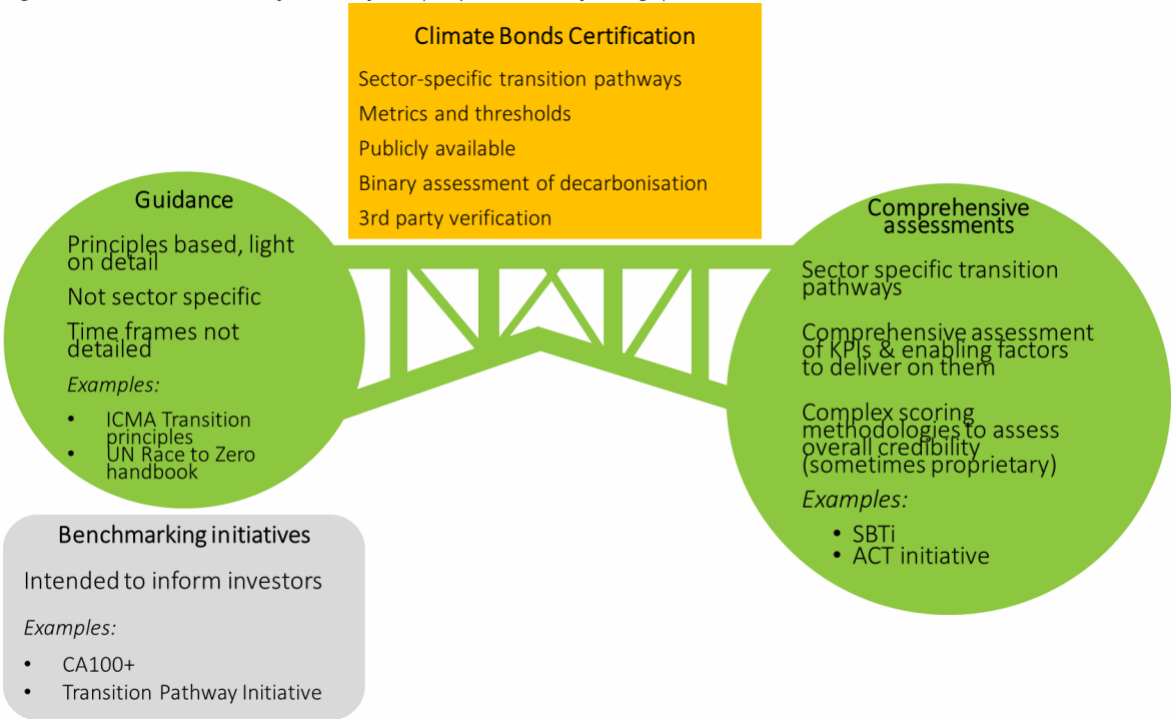 Climate Bonds Certification
Sector-specific transition pathways
Metrics and thresholds
Publicly available
Binary assessment of decarbonisation
3rd party verification
Guidance
Principles based, light
on detail
Not sector specific
Time frames not
detailed
Examples:
• ICMA Transition
principles
• UN Race to Zero
handbook
Comprehensive
assessments
Sector specific transition
pathways
Comprehensive assessment
of KPIs & enabling factors
to deliver on them
Complex scoring
methodologies to assess
overall credibility
(sometimes proprietary)
Examples:
• SBTi
• ACT initiative
Benchmarking initiatives
Intended to inform investors
Examples:
• CA100+
• Transition Pathway Initiative